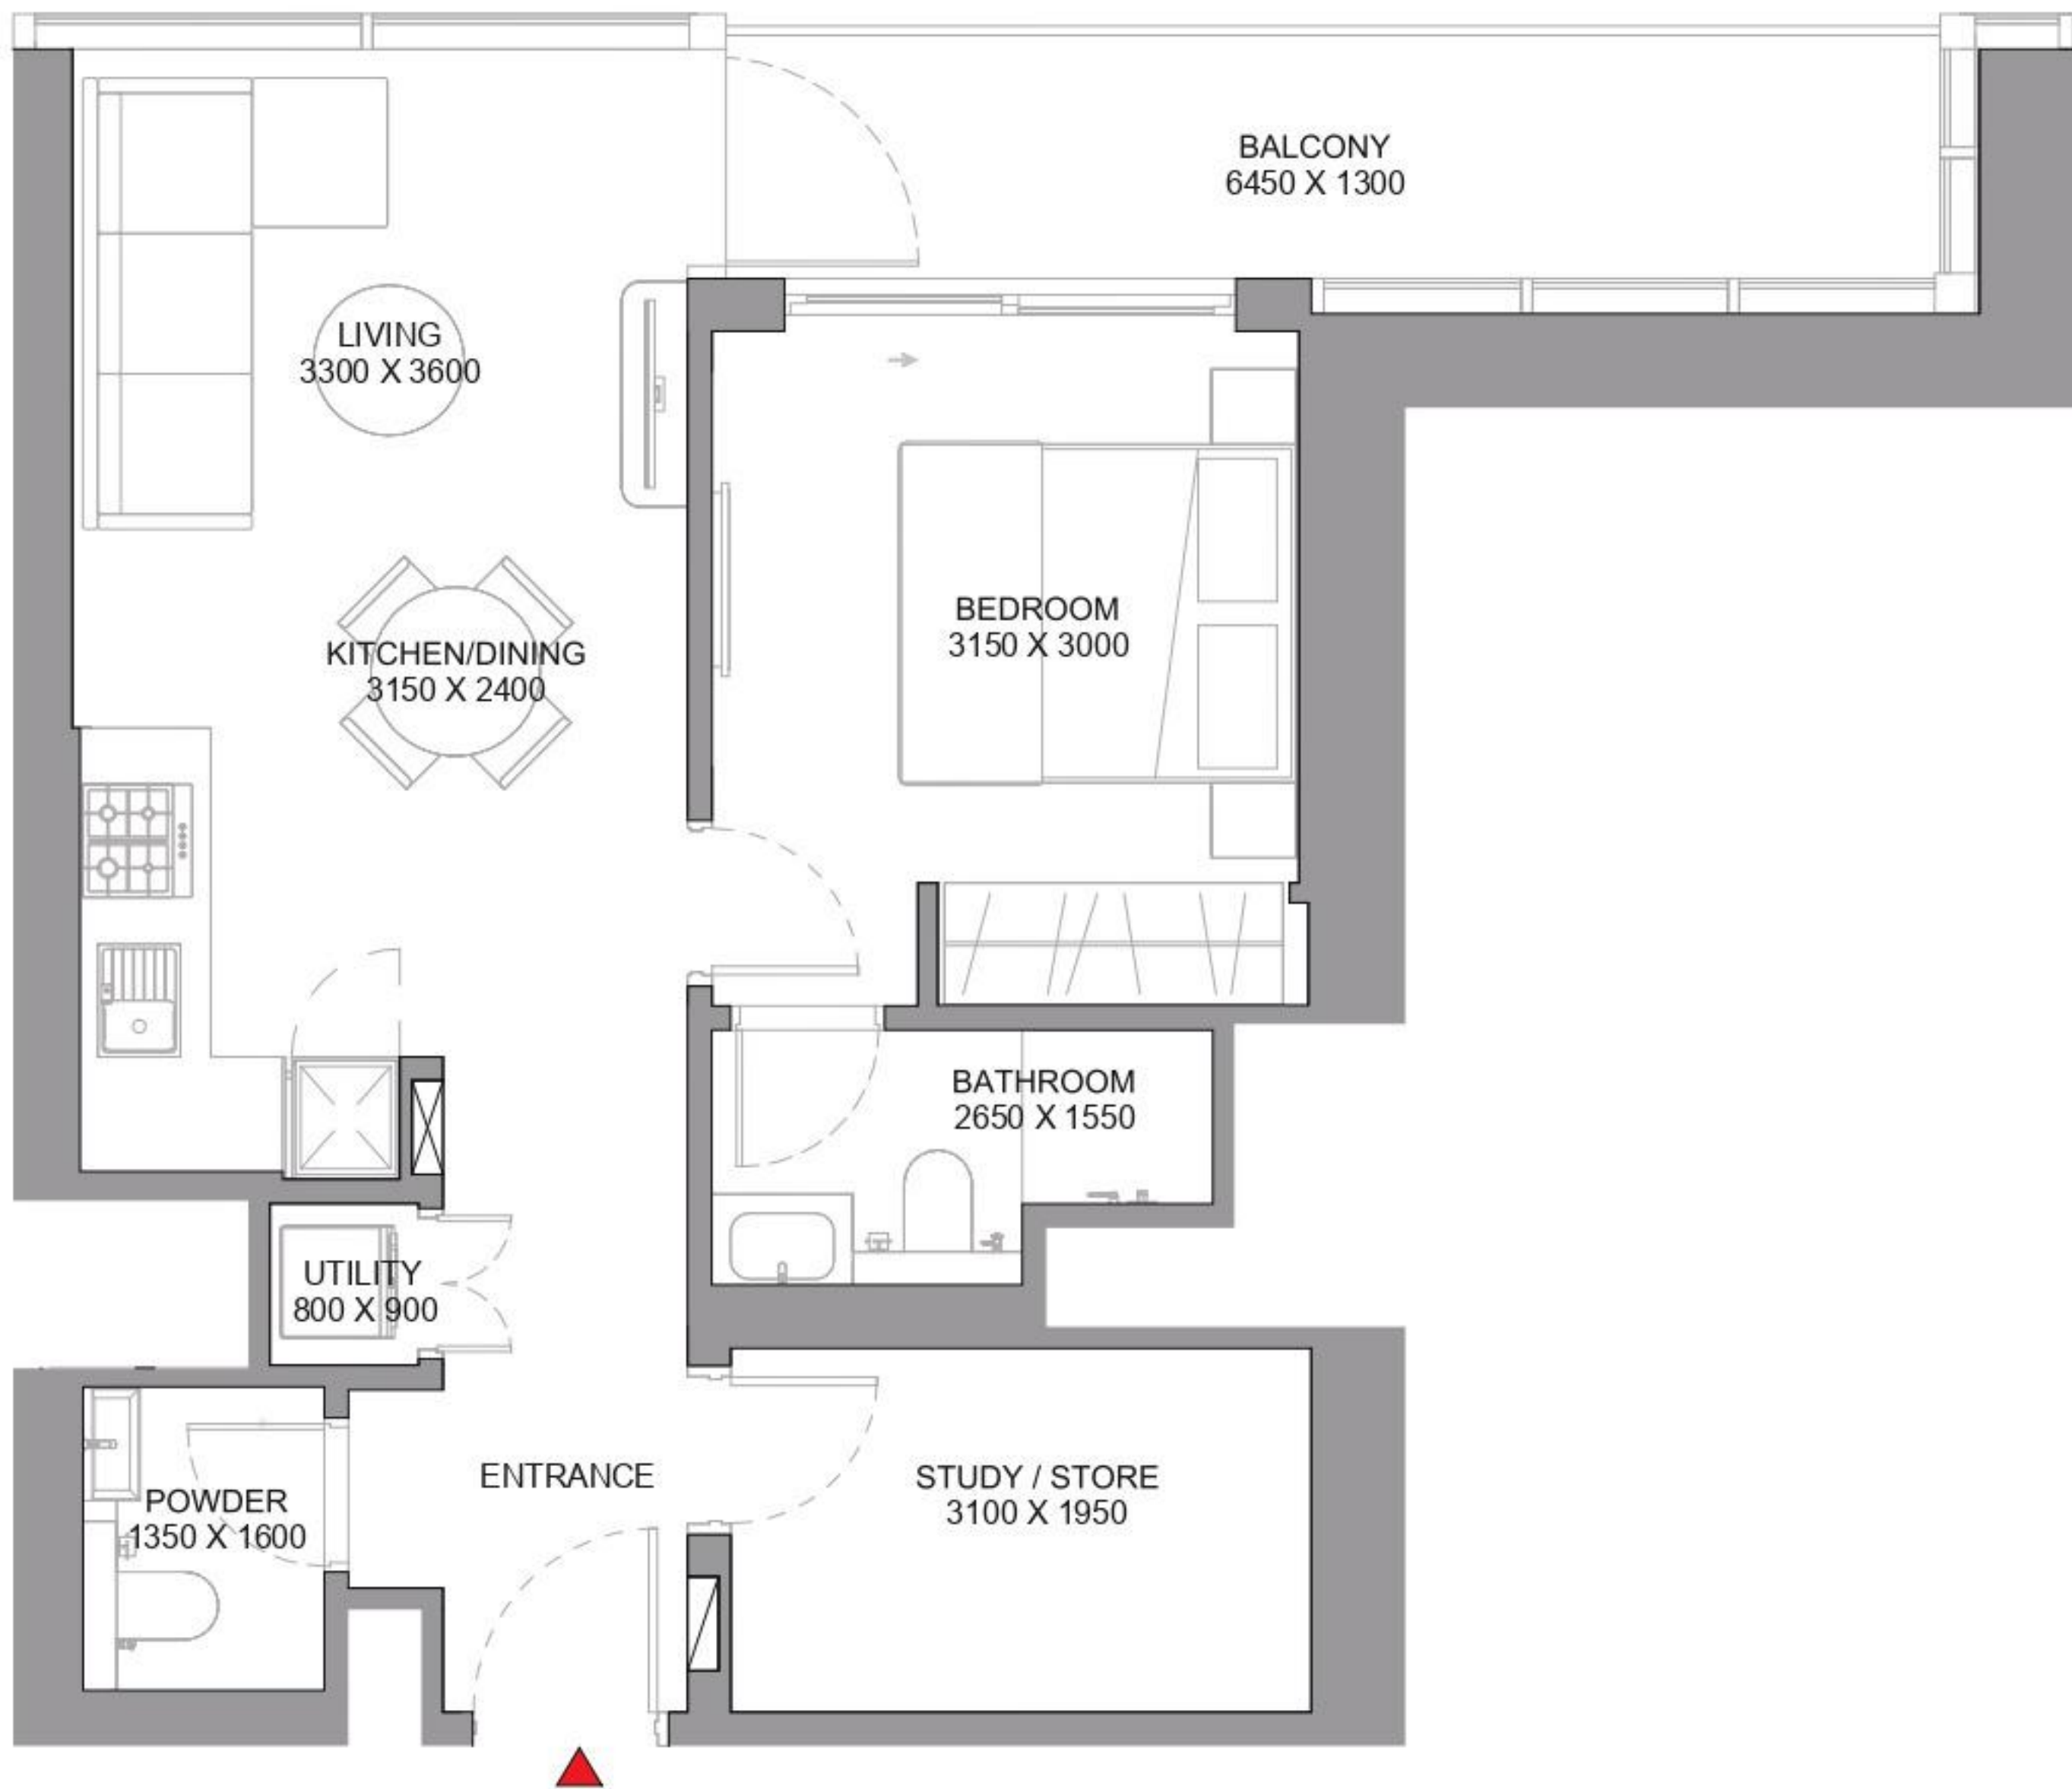 BALCONY
6450 X 1300
LIVING
3300 X 3600
BEDROOM
3150 X 3000
KITCHEN/DINING
3150 X 2400
BATHROOM
2650 X 1550
UTILITY
800 X 900
ENTRANCE
STUDY / STORE
3100 X 1950
POWDER
1350 X 1600